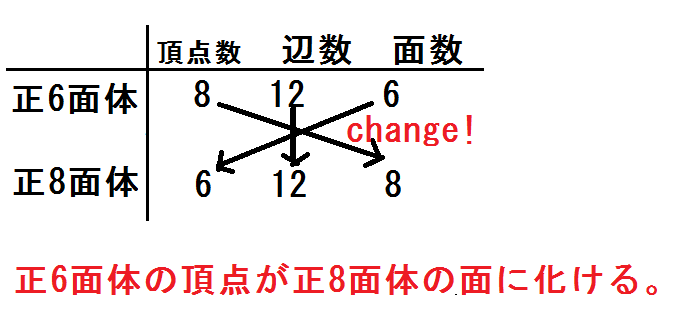 頂点数 辺数 面数
正6面体 8 12 6
change!
正8面体 6 12 8
正6面体の頂点が正8面体の面に化ける。